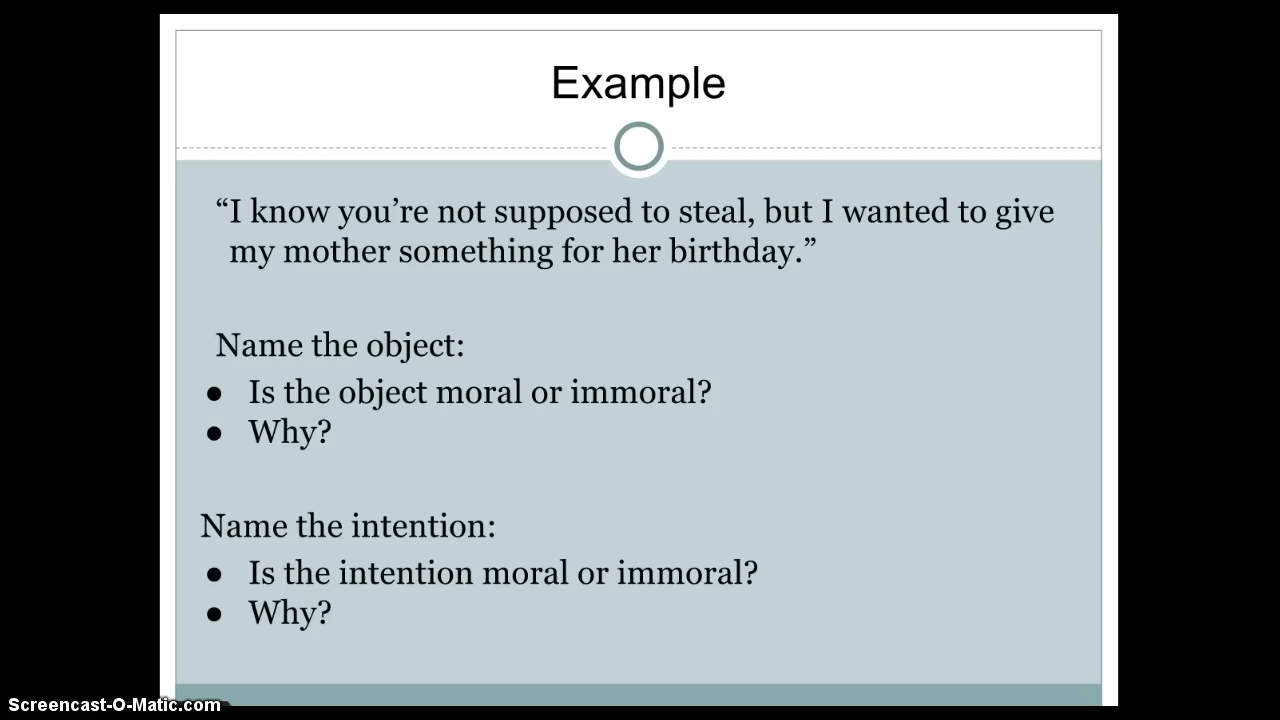 Example
“I know you’re not supposed to steal, but I wanted to give
my mother something for her birthday.”
Name the object:
● Is the object moral or immoral?
● Why?
Name the intention:
● Is the intention moral or immoral?
● Why?
Screencast-O-Matic.com